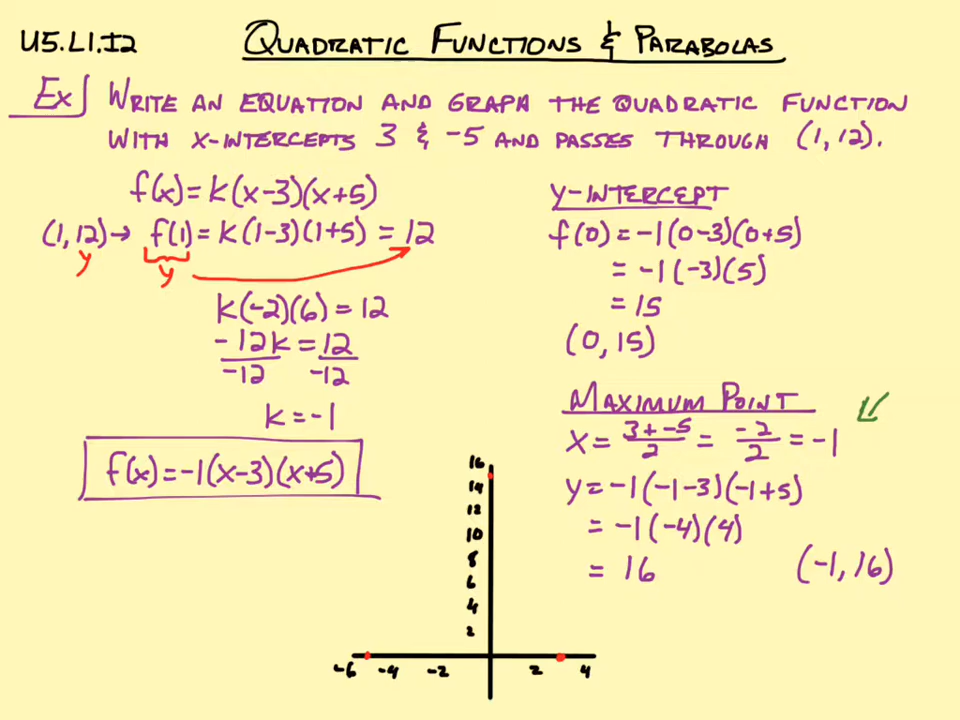 U5.L1.I2
QUADRATIC FUNCTIONS & PARABOLAS
Ex WRITE AN EQUATION AND GRAPH THE QUADRATIC FUNCTION
WITH X-INTERCEPTS 3 & -5 AND PASSES THROUGH (1, 12).
f(x) = k(x-3)(x+5)
(1, 12) → f(1) = k(1-3)(1+5) = 12
y y
k(-2)(6) = 12
-12k = 12
-12 -12
k = -1
f(x) = -1(x-3)(x+5)
Y-INTERCEPT
f(0) = -1(0-3)(0+5)
= -1(-3)(5)
= 15
(0, 15)
MAXIMUM POINT
x = 3+-5/2 = -2/2 = -1
y = -1(-1-3)(-1+5)
= -1(-4)(4)
= 16 (-1, 16)
16
14
12
10
8
6
4
2
-6 -4 -2 2 4